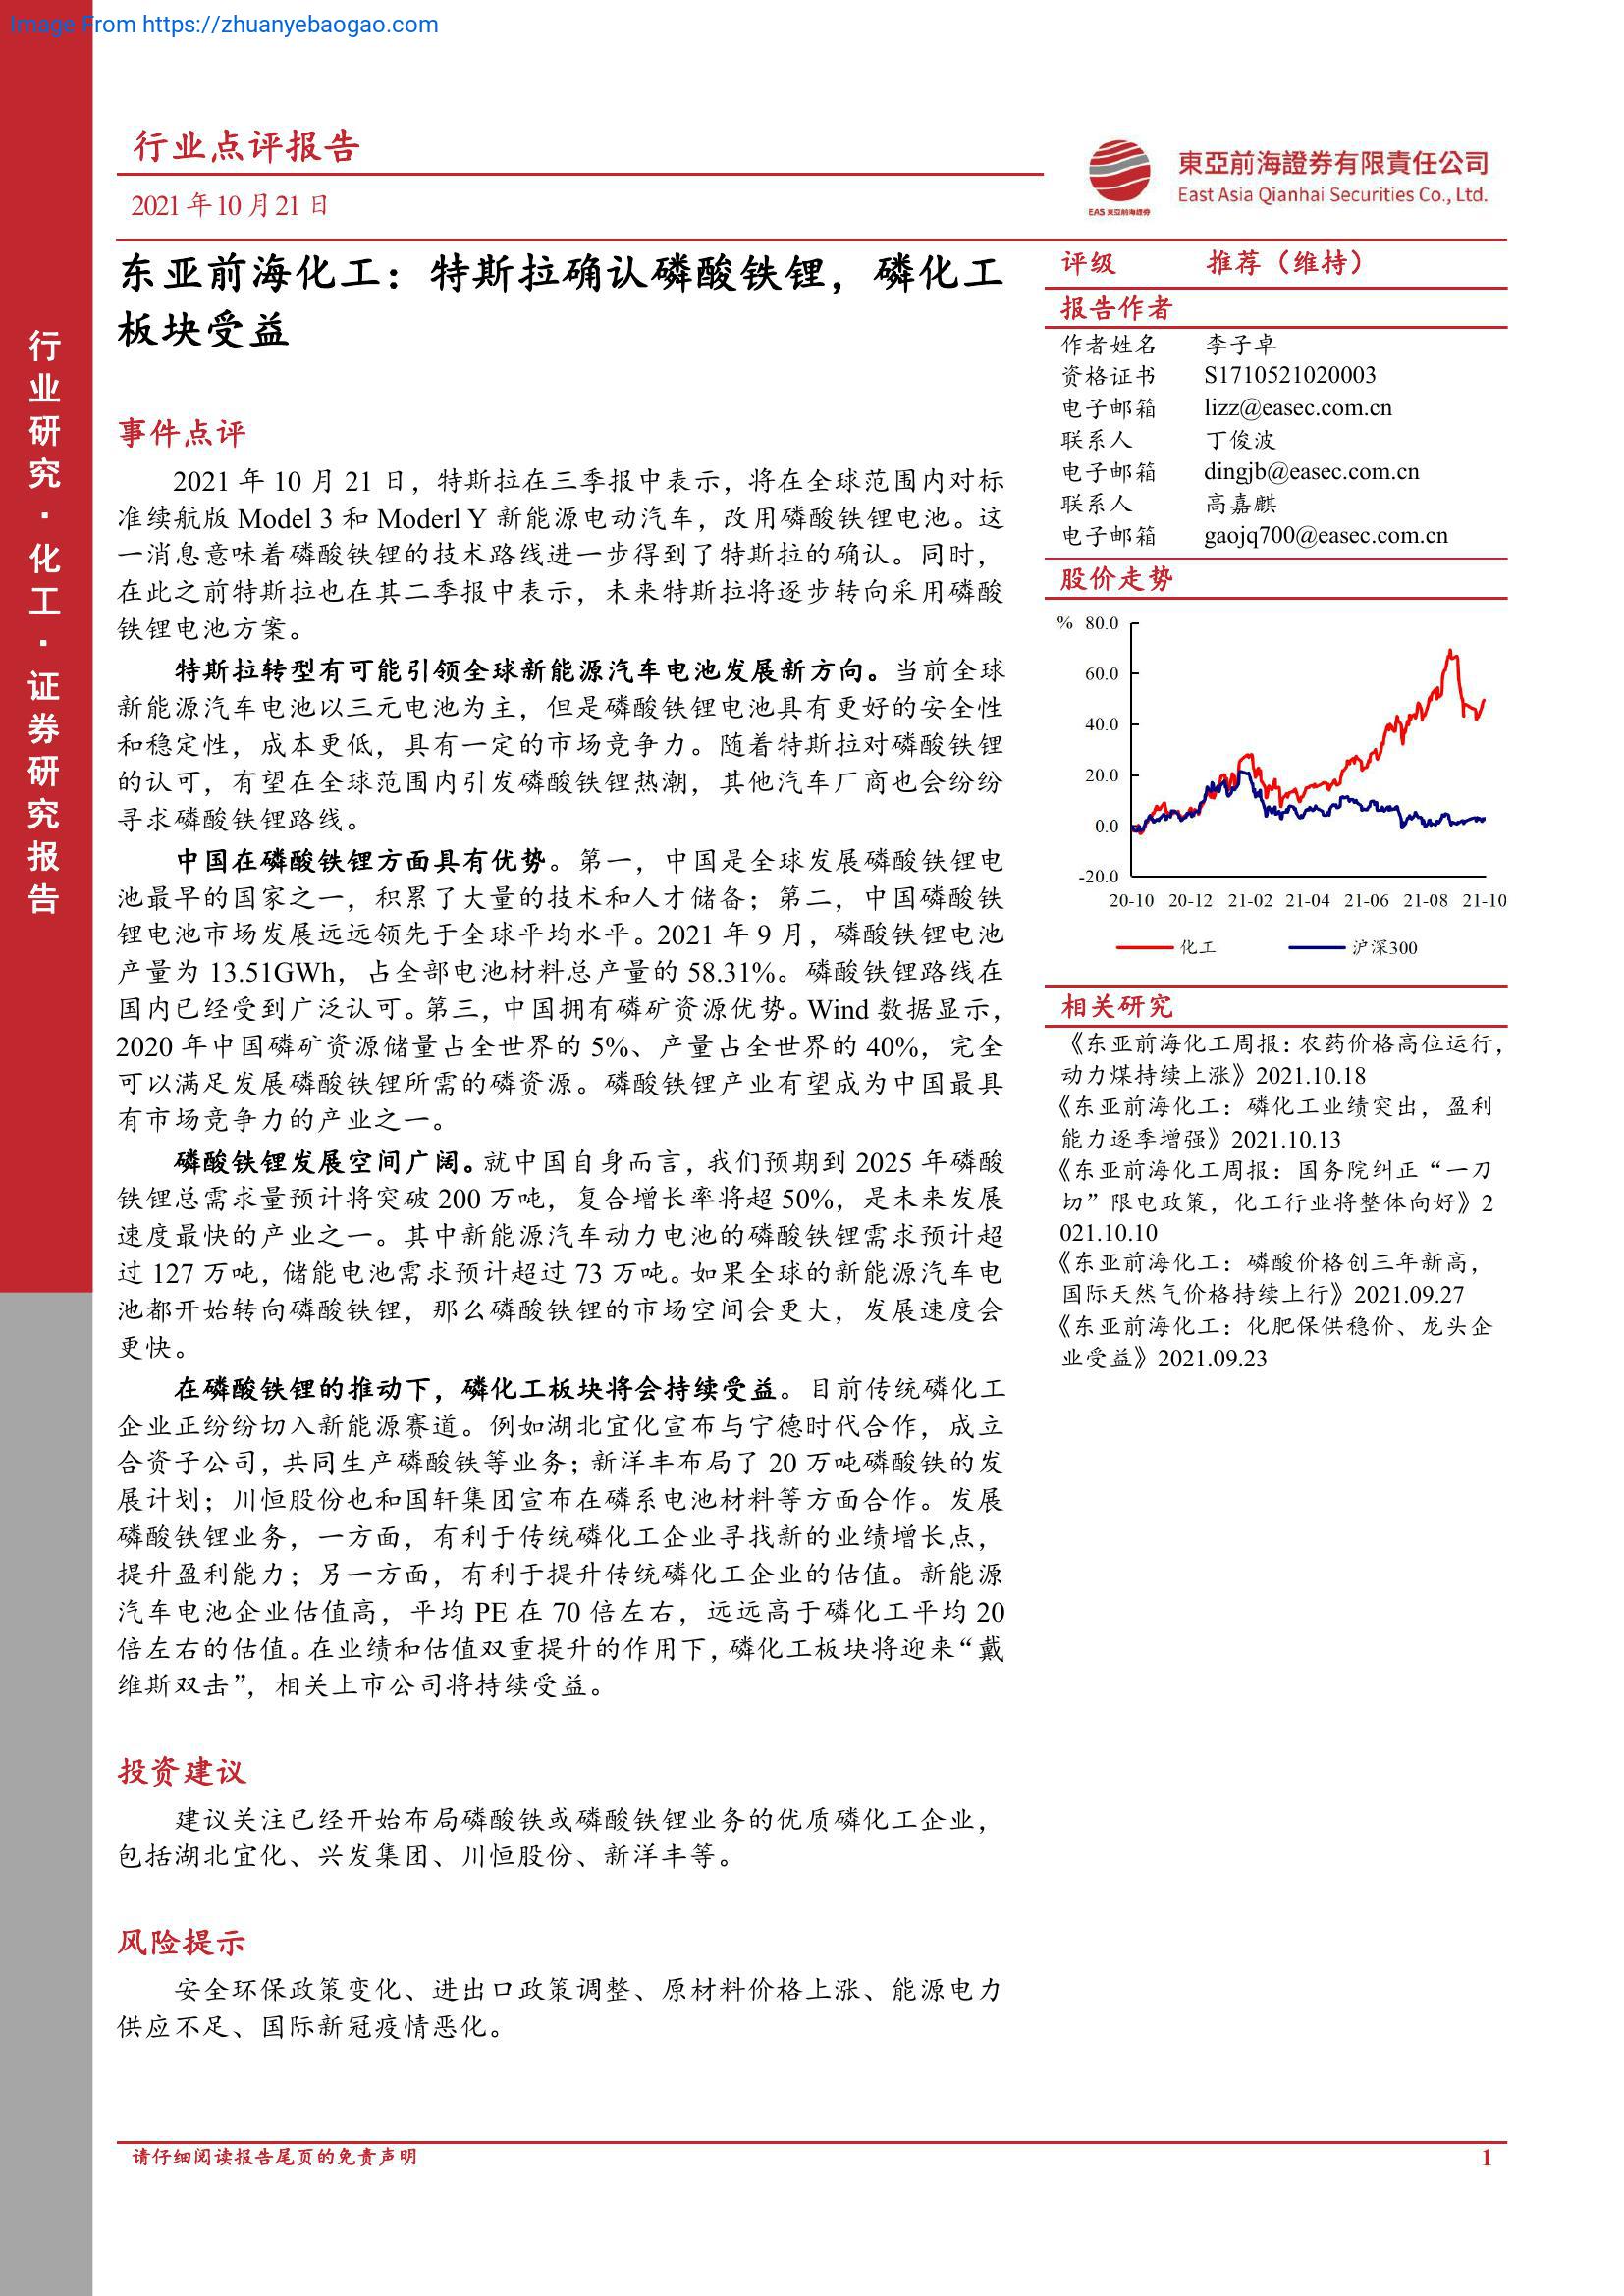 Image From https://zhuanyebaogao.com
行业研究·化工·证券研究报告
行业点评报告
2021年10月21日
東亞前海證券有限責任公司
East Asia Qianhai Securities Co., Ltd.
EAS 東亞前海證券
东亚前海化工：特斯拉确认磷酸铁锂，磷化工
板块受益
事件点评
2021 年 10 月 21 日，特斯拉在三季报中表示，将在全球范围内对标
准续航版 Model 3 和 Moderl Y 新能源电动汽车，改用磷酸铁锂电池。这
一消息意味着磷酸铁锂的技术路线进一步得到了特斯拉的确认。同时，
在此之前特斯拉也在其二季报中表示，未来特斯拉将逐步转向采用磷酸
铁锂电池方案。
特斯拉转型有可能引领全球新能源汽车电池发展新方向。当前全球
新能源汽车电池以三元电池为主，但是磷酸铁锂电池具有更好的安全性
和稳定性，成本更低，具有一定的市场竞争力。随着特斯拉对磷酸铁锂
的认可，有望在全球范围内引发磷酸铁锂热潮，其他汽车厂商也会纷纷
寻求磷酸铁锂路线。
中国在磷酸铁锂方面具有优势。第一，中国是全球发展磷酸铁锂电
池最早的国家之一，积累了大量的技术和人才储备；第二，中国磷酸铁
锂电池市场发展远远领先于全球平均水平。2021 年 9 月，磷酸铁锂电池
产量为 13.51GWh，占全部电池材料总产量的 58.31%。磷酸铁锂路线在
国内已经受到广泛认可。第三，中国拥有磷矿资源优势。Wind 数据显示，
2020 年中国磷矿资源储量占全世界的 5%、产量占全世界的 40%，完全
可以满足发展磷酸铁锂所需的磷资源。磷酸铁锂产业有望成为中国最具
有市场竞争力的产业之一。
磷酸铁锂发展空间广阔。就中国自身而言，我们预期到 2025 年磷酸
铁锂总需求量预计将突破 200 万吨，复合增长率将超 50%，是未来发展
速度最快的产业之一。其中新能源汽车动力电池的磷酸铁锂需求预计超
过 127 万吨，储能电池需求预计超过 73 万吨。如果全球的新能源汽车电
池都开始转向磷酸铁锂，那么磷酸铁锂的市场空间会更大，发展速度会
更快。
在磷酸铁锂的推动下，磷化工板块将会持续受益。目前传统磷化工
企业正纷纷切入新能源赛道。例如湖北宜化宣布与宁德时代合作，成立
合资子公司，共同生产磷酸铁等业务；新洋丰布局了 20 万吨磷酸铁的发
展计划；川恒股份也和国轩集团宣布在磷系电池材料等方面合作。发展
磷酸铁锂业务，一方面，有利于传统磷化工企业寻找新的业绩增长点，
提升盈利能力；另一方面，有利于提升传统磷化工企业的估值。新能源
汽车电池企业估值高，平均 PE 在 70 倍左右，远远高于磷化工平均 20
倍左右的估值。在业绩和估值双重提升的作用下，磷化工板块将迎来“戴
维斯双击”，相关上市公司将持续受益。
投资建议
建议关注已经开始布局磷酸铁或磷酸铁锂业务的优质磷化工企业，
包括湖北宜化、兴发集团、川恒股份、新洋丰等。
风险提示
安全环保政策变化、进出口政策调整、原材料价格上涨、能源电力
供应不足、国际新冠疫情恶化。
评级 推荐（维持）
报告作者
作者姓名 李子卓
资格证书 S1710521020003
电子邮箱 lizz@easec.com.cn
联系人 丁俊波
电子邮箱 dingjb@easec.com.cn
联系人 高嘉麒
电子邮箱 gaojq700@easec.com.cn
股价走势
% 80.0
60.0
40.0
20.0
0.0
-20.0
20-10 20-12 21-02 21-04 21-06 21-08 21-10
化工 沪深300
相关研究
《东亚前海化工周报：农药价格高位运行，
动力煤持续上涨》2021.10.18
《东亚前海化工：磷化工业绩突出，盈利
能力逐季增强》2021.10.13
《东亚前海化工周报：国务院纠正“一刀
切”限电政策，化工行业将整体向好》2
021.10.10
《东亚前海化工：磷酸价格创三年新高，
国际天然气价格持续上行》2021.09.27
《东亚前海化工：化肥保供稳价、龙头企
业受益》2021.09.23
请仔细阅读报告尾页的免责声明
1